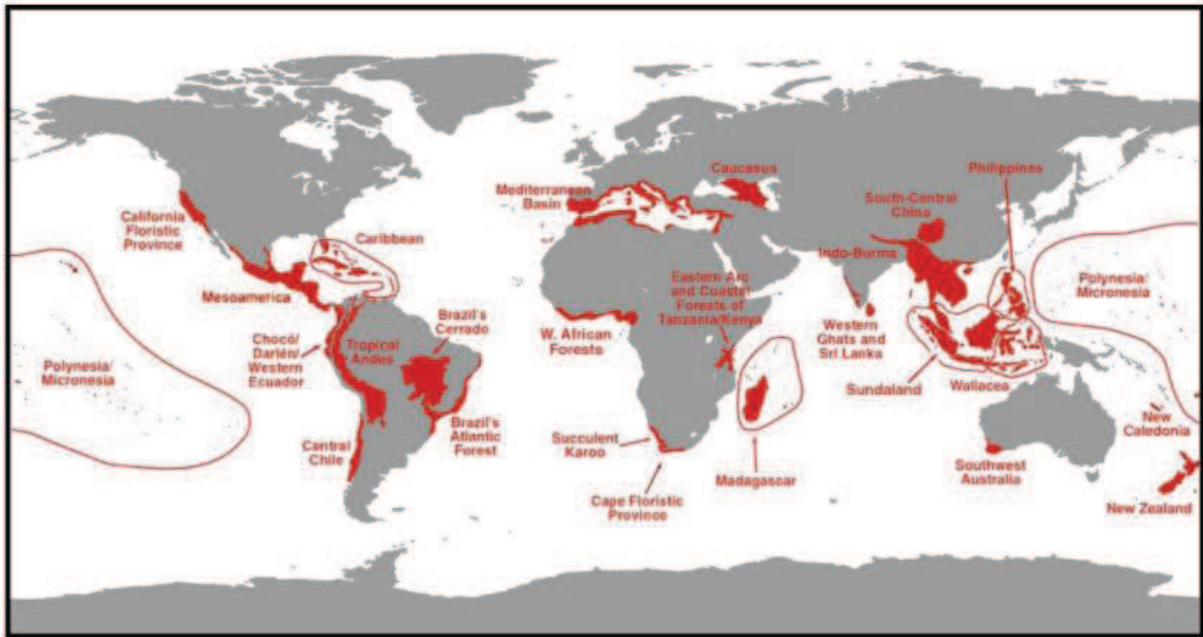 California
Floristic
Province
Caribbean
Mesoamerica
Polynesia/
Micronesia
Chocó/
Darién/
Western
Ecuador
Tropical
Andes
Brazil's
Cerrado
Central
Chile
Brazil's
Atlantic
Forest
Mediterranean
Basin
Caucasus
W. African
Forests
Eastern Arc
and Coastal
Forests of
Tanzania/Kenya
Succulent
Karoo
Cape Floristic
Province
Madagascar
South-Central
China
Indo-Burma
Western
Ghats and
Sri Lanka
Philippines
Sundaland
Wallacea
Polynesia/
Micronesia
Southwest
Australia
New
Caledonia
New Zealand